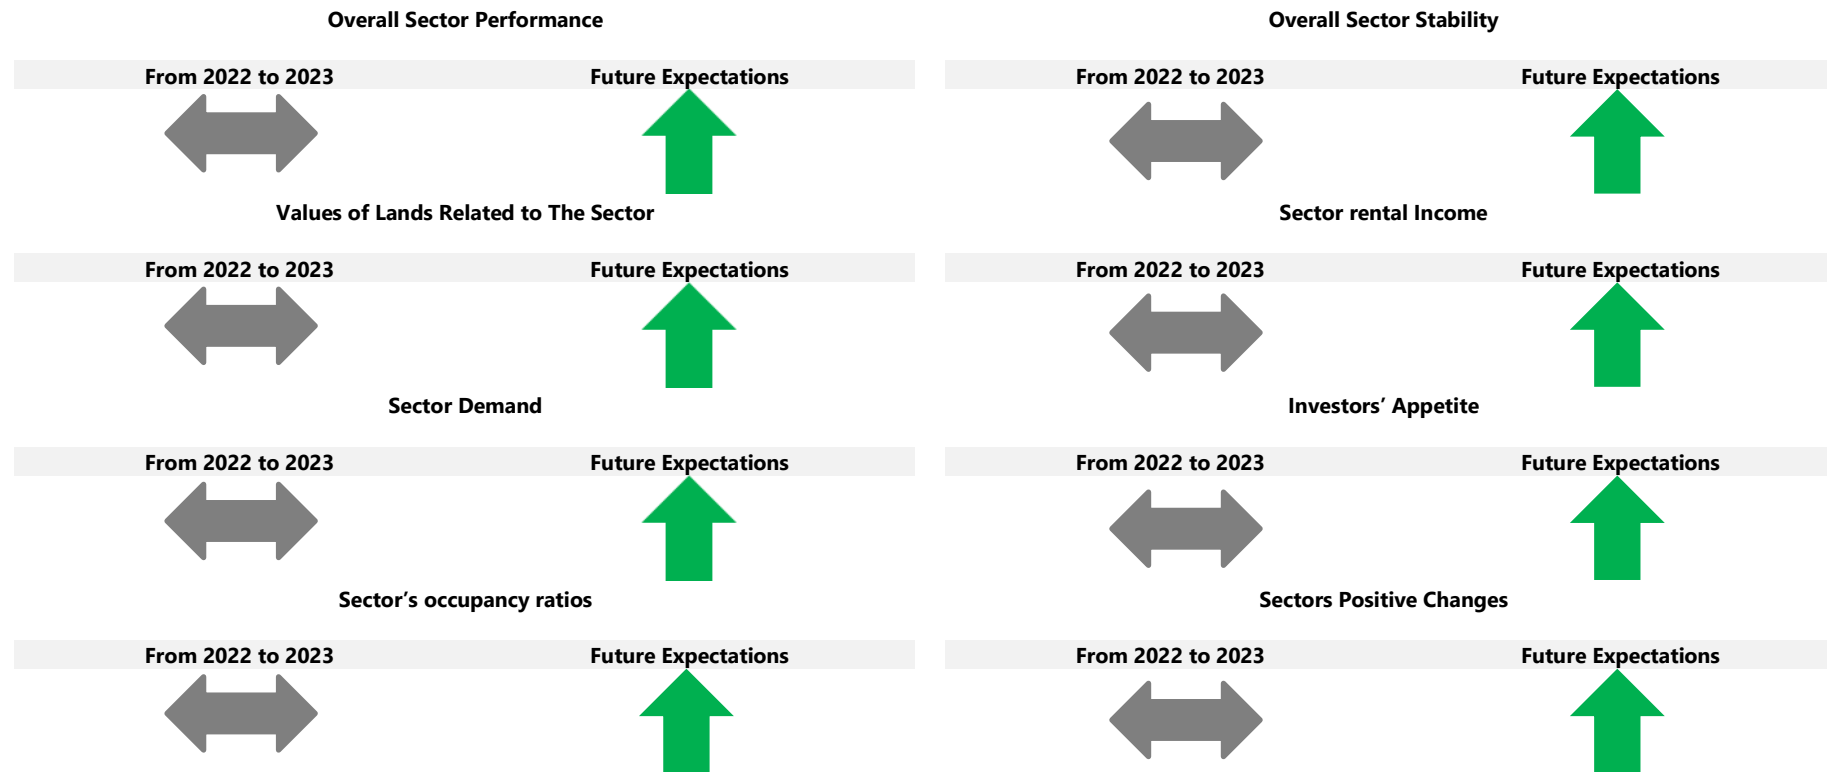 Overall Sector Performance
From 2022 to 2023 Future Expectations
Values of Lands Related to The Sector
From 2022 to 2023 Future Expectations
Sector Demand
From 2022 to 2023 Future Expectations
Sector’s occupancy ratios
From 2022 to 2023 Future Expectations
Overall Sector Stability
From 2022 to 2023 Future Expectations
Sector rental Income
From 2022 to 2023 Future Expectations
Investors’ Appetite
From 2022 to 2023 Future Expectations
Sectors Positive Changes
From 2022 to 2023 Future Expectations